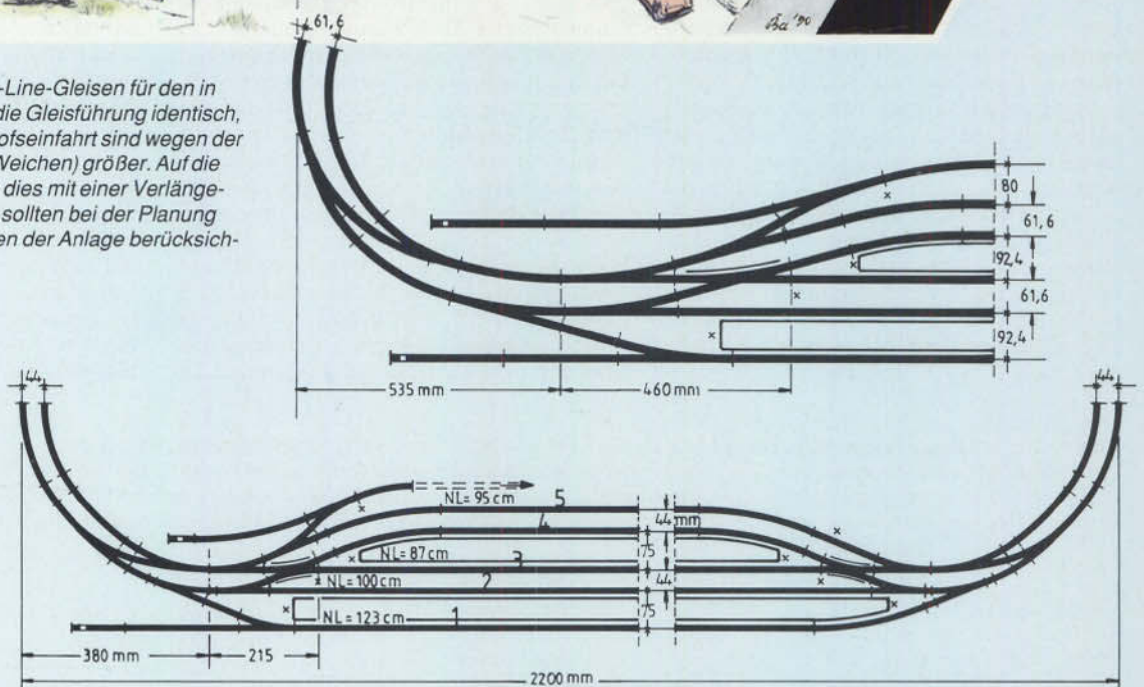 Ba '90
61,6
-Line-Gleisen für den in
die Gleisführung identisch,
ofseinfahrt sind wegen der
Weichen) größer. Auf die
dies mit einer Verlänge-
sollten bei der Planung
en der Anlage berücksich-
80
61,6
92,4
61,6
92,4
535 mm
460 mm
44
44
NL= 95 cm
5
4
44 mm
NL= 87 cm
3
75
NL= 100 cm
2
44
NL= 123 cm
1
75
380 mm
215
2200 mm